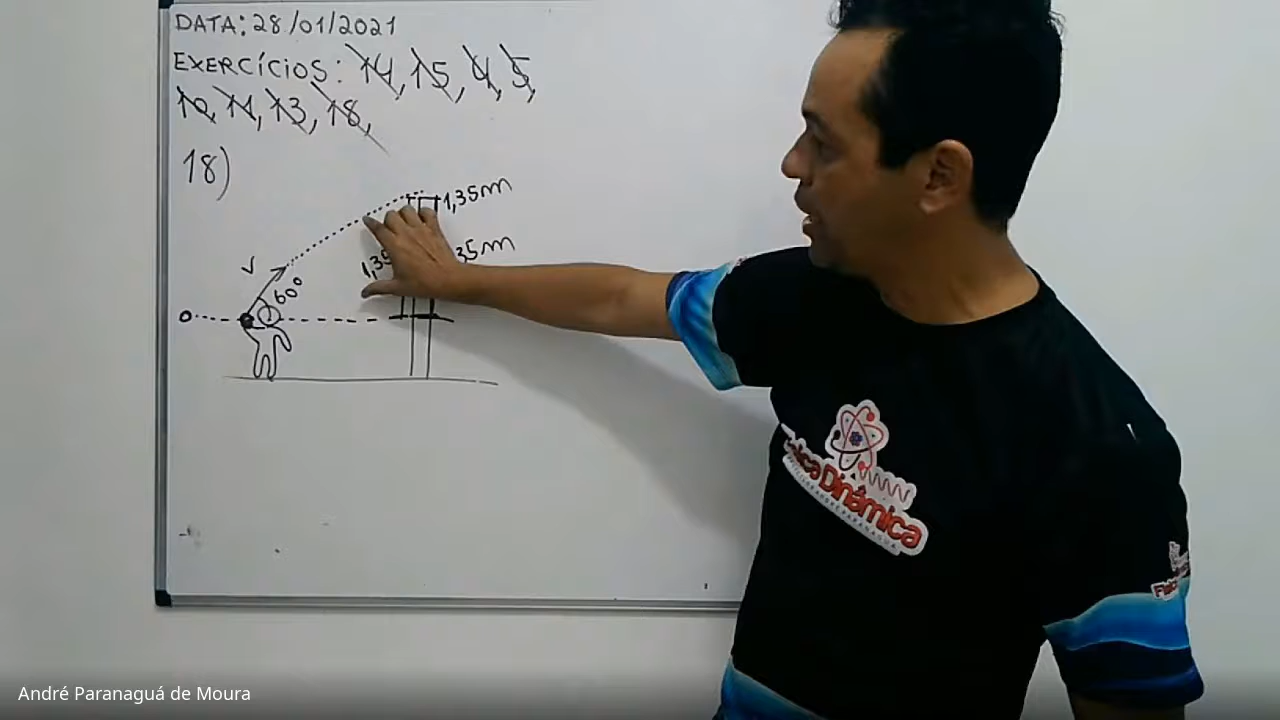 DATA: 28/01/2021
EXERCÍCIOS: 14, 15, 4, 5,
10, 11, 13, 18,
18)
1,35m
V
60°
0
Física Dinâmica
André Paranaguá de Moura